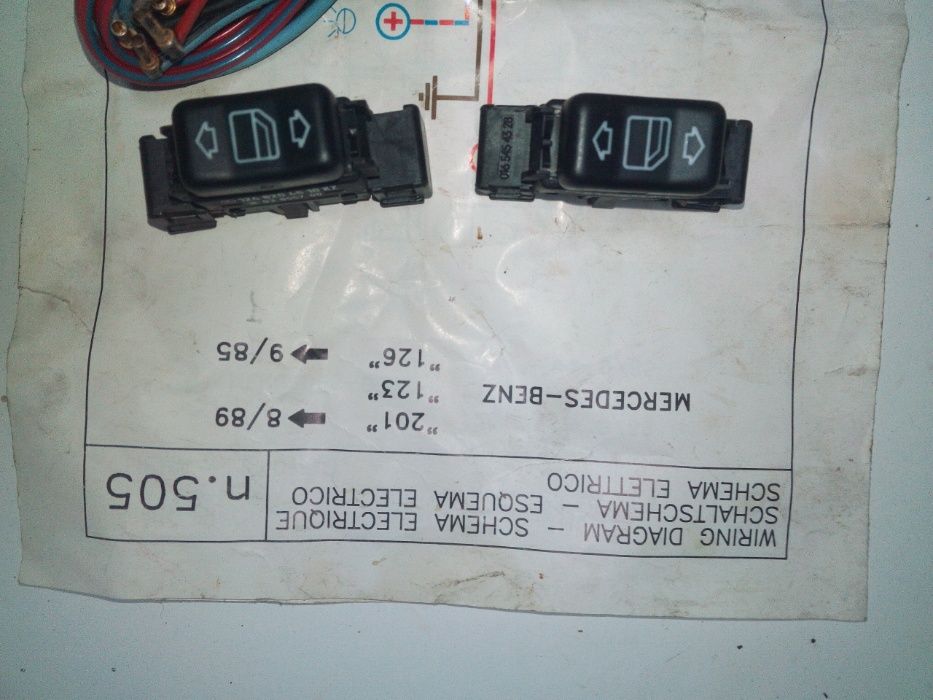 WIRING DIAGRAM – SCHEMA ELECTRIQUE
SCHALTSCHEMA – ESQUEMA ELECTRICO
SCHEMA ELETTRICO
n.505
"201" → 8/89
MERCEDES-BENZ "123"
"126" → 9/85